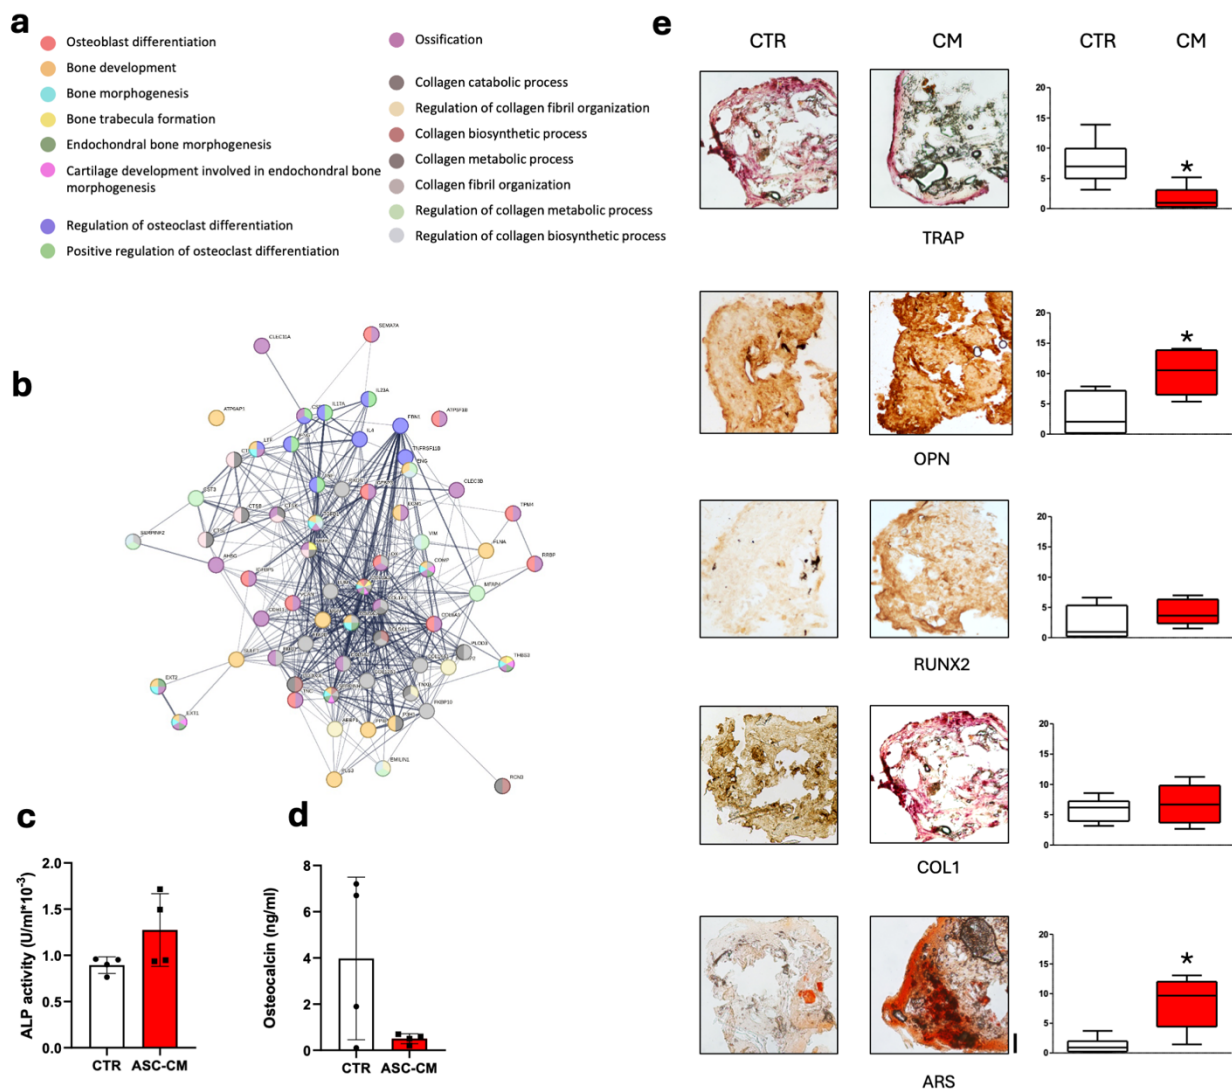 a
Osteoblast differentiation
Bone development
Bone morphogenesis
Bone trabecula formation
Endochondral bone morphogenesis
Cartilage development involved in endochondral bone
morphogenesis
Regulation of osteoclast differentiation
Positive regulation of osteoclast differentiation
Ossification
Collagen catabolic process
Regulation of collagen fibril organization
Collagen biosynthetic process
Collagen metabolic process
Collagen fibril organization
Regulation of collagen metabolic process
Regulation of collagen biosynthetic process
b
SEMA7A
CLEC11A
IL23A
IL17A
ATP6AP1
TNFRSF11B
ENG
LTF
CLEC3B
CST3
TPM4
VIM
FLNA
RRBP
COMP
PLOD3
THBS3
EXT2
EXT1
FKBP10
EMILIN1
RCN3
c
ALP activity (U/ml*10⁻³)
2.0
1.5
1.0
0.5
0.0
CTR
ASC-CM
d
Osteocalcin (ng/ml)
8
6
4
2
0
CTR
ASC-CM
e
CTR
CM
CTR
CM
20
15
10
5
0
*
TRAP
20
15
10
5
0
*
OPN
20
15
10
5
0
RUNX2
20
15
10
5
0
COL1
20
15
10
5
0
*
ARS